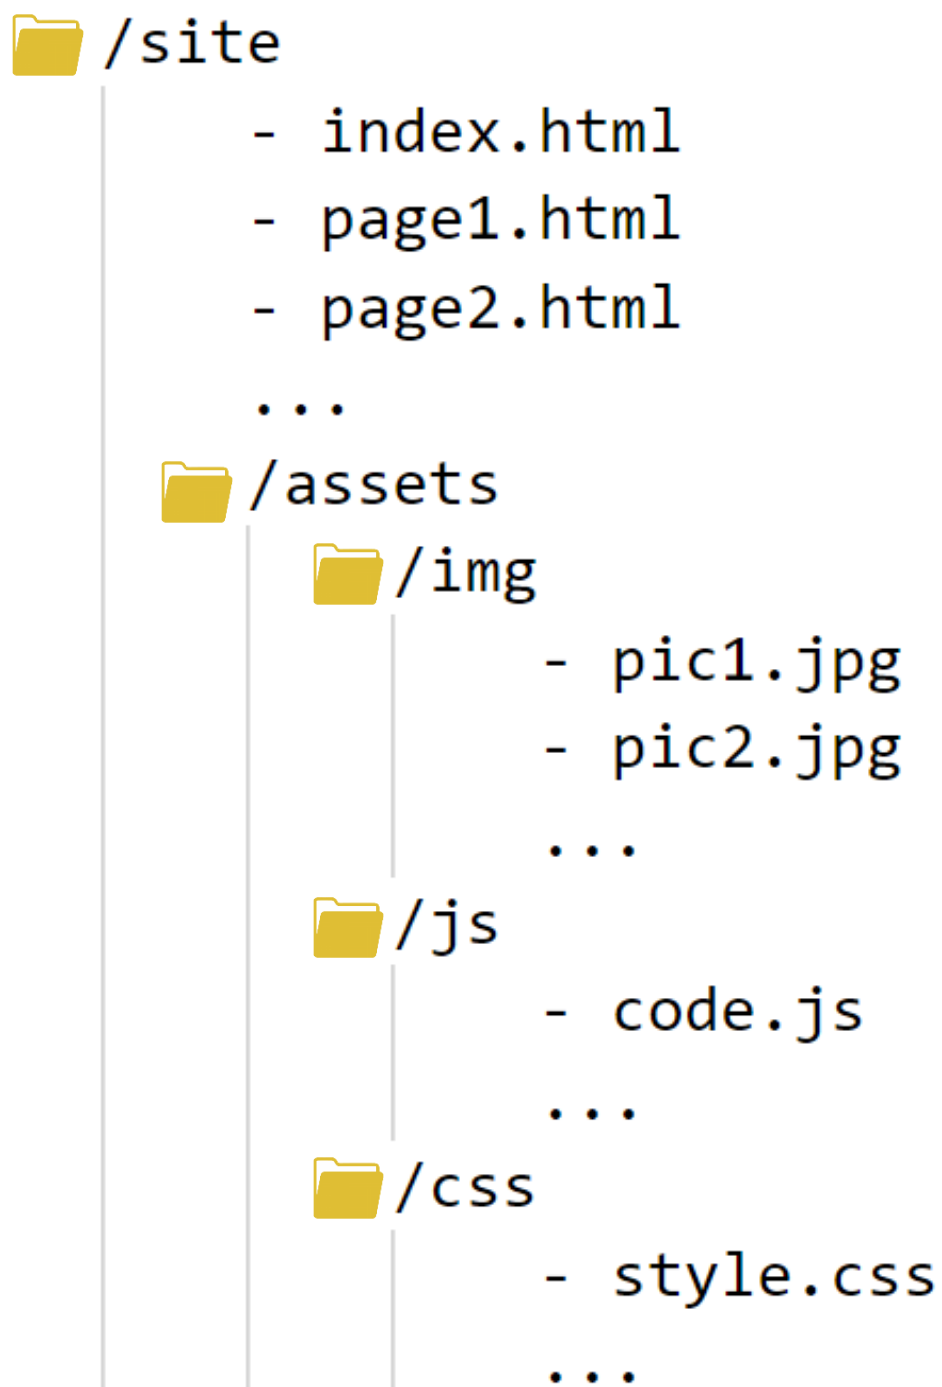 /site
- index.html
- page1.html
- page2.html
...
/assets
/img
- pic1.jpg
- pic2.jpg
...
/js
- code.js
...
/css
- style.css
...